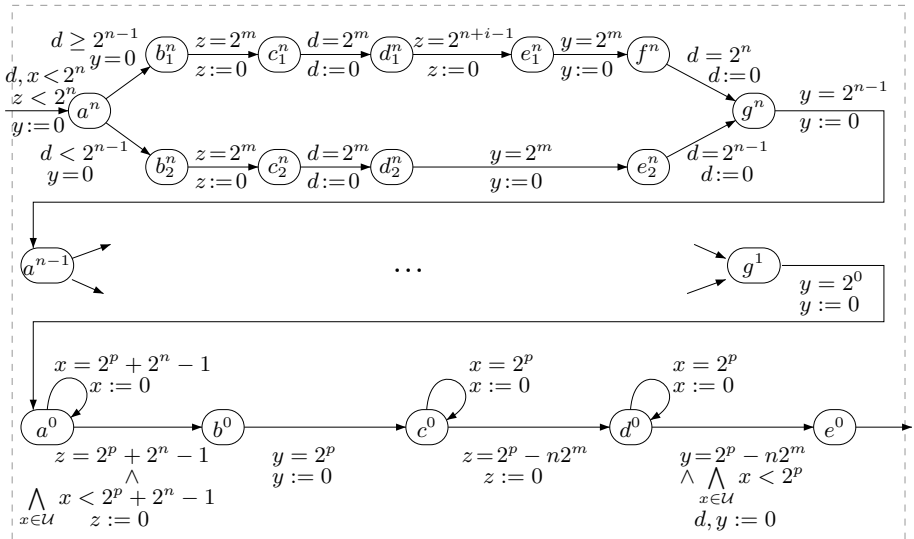 d ≥ 2^{n-1}
y=0
d, x < 2^n
z < 2^n
y:=0
a^n
d < 2^{n-1}
y=0
b_1^n
z=2^m
z:=0
c_1^n
d=2^m
d:=0
d_1^n
z=2^{n+i-1}
z:=0
e_1^n
y=2^m
y:=0
f^n
d = 2^n
d:=0
b_2^n
z=2^m
z:=0
c_2^n
d=2^m
d:=0
d_2^n
y=2^m
y:=0
e_2^n
d=2^{n-1}
d:=0
g^n
y = 2^{n-1}
y := 0
a^{n-1}
...
g^1
y = 2^0
y := 0
x = 2^p + 2^n − 1
x := 0
a^0
z = 2^p + 2^n − 1
∧
⋀_{x∈𝒰} x < 2^p + 2^n − 1
z := 0
b^0
y = 2^p
y := 0
x = 2^p
x := 0
c^0
z = 2^p − n2^m
z := 0
x = 2^p
x := 0
d^0
y = 2^p − n2^m
∧ ⋀_{x∈𝒰} x < 2^p
d, y := 0
e^0